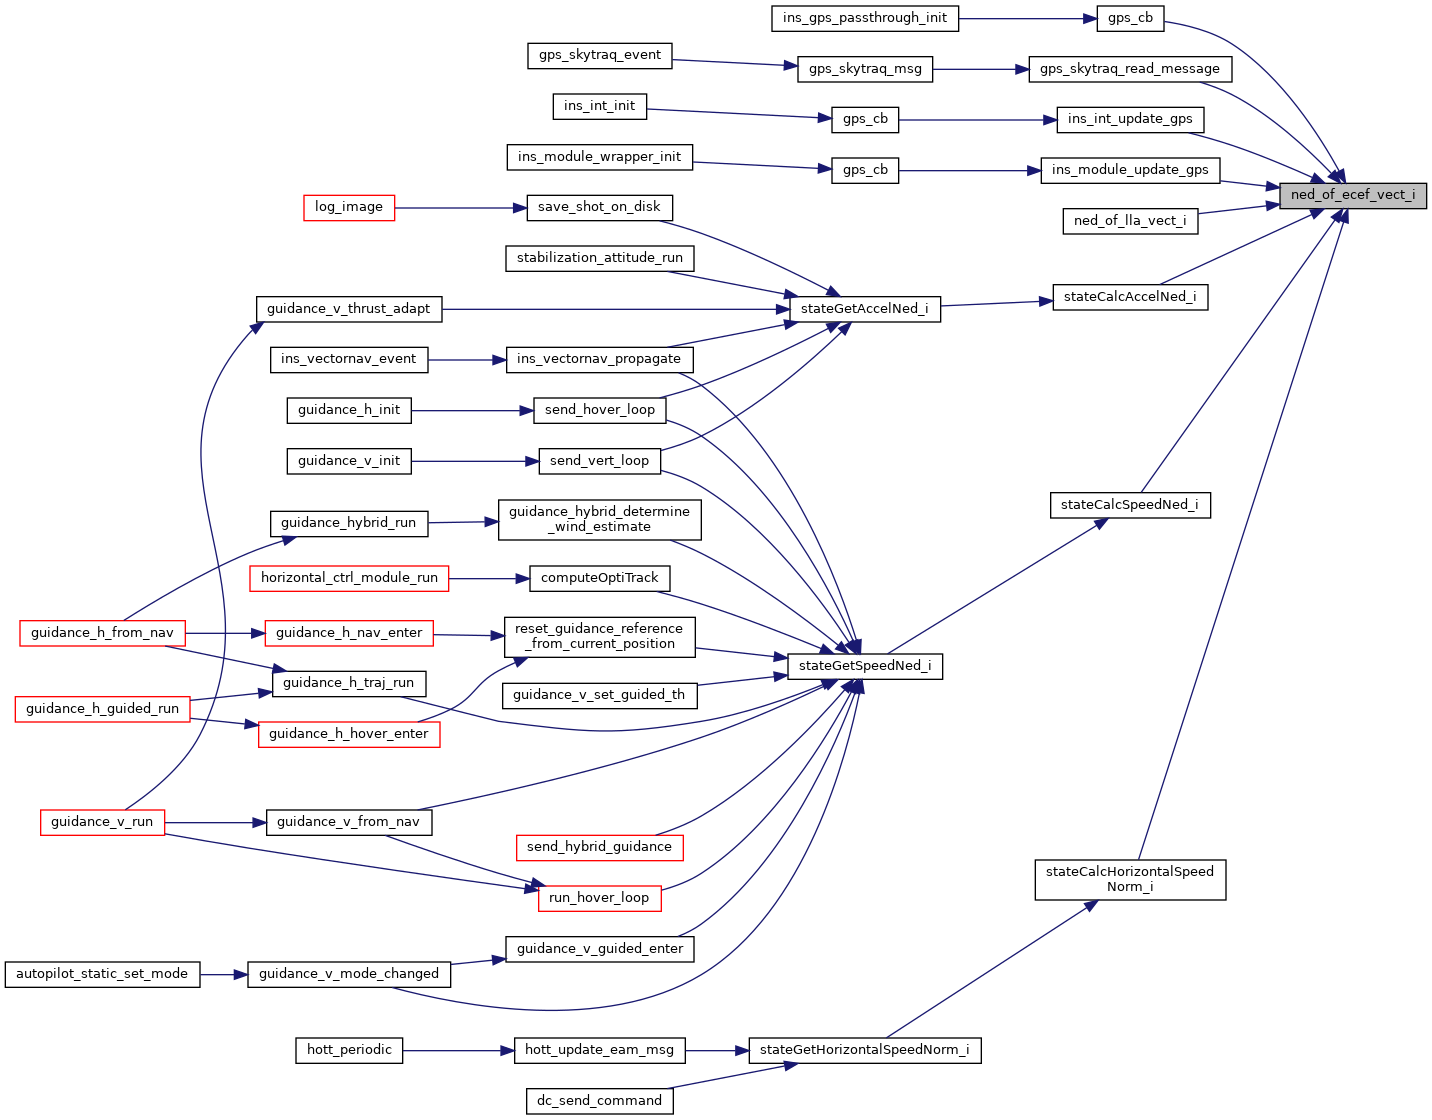 ins_gps_passthrough_init
gps_cb
gps_skytraq_event
gps_skytraq_msg
gps_skytraq_read_message
ins_int_init
gps_cb
ins_int_update_gps
ins_module_wrapper_init
gps_cb
ins_module_update_gps
ned_of_ecef_vect_i
log_image
save_shot_on_disk
ned_of_lla_vect_i
stabilization_attitude_run
stateCalcAccelNed_i
guidance_v_thrust_adapt
stateGetAccelNed_i
ins_vectornav_event
ins_vectornav_propagate
guidance_h_init
send_hover_loop
guidance_v_init
send_vert_loop
stateCalcSpeedNed_i
guidance_hybrid_run
guidance_hybrid_determine
_wind_estimate
horizontal_ctrl_module_run
computeOptiTrack
guidance_h_from_nav
guidance_h_nav_enter
reset_guidance_reference
_from_current_position
stateGetSpeedNed_i
guidance_h_traj_run
guidance_v_set_guided_th
guidance_h_guided_run
guidance_h_hover_enter
guidance_v_run
guidance_v_from_nav
send_hybrid_guidance
stateCalcHorizontalSpeed
Norm_i
run_hover_loop
guidance_v_guided_enter
autopilot_static_set_mode
guidance_v_mode_changed
hott_periodic
hott_update_eam_msg
stateGetHorizontalSpeedNorm_i
dc_send_command